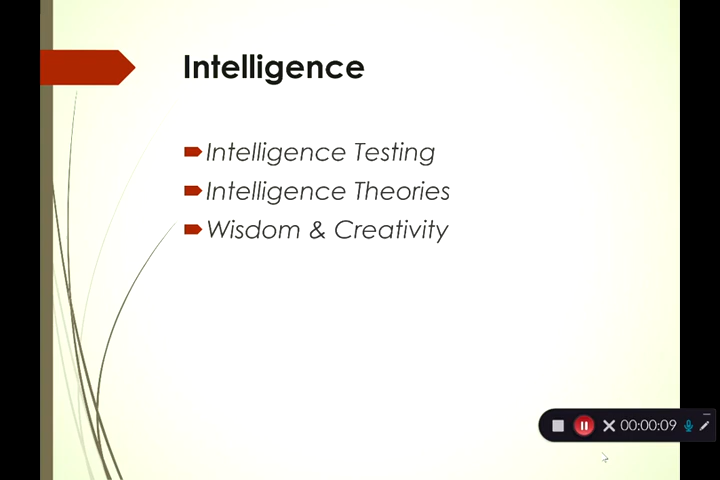 Intelligence
Intelligence Testing
Intelligence Theories
Wisdom & Creativity
00:00:09